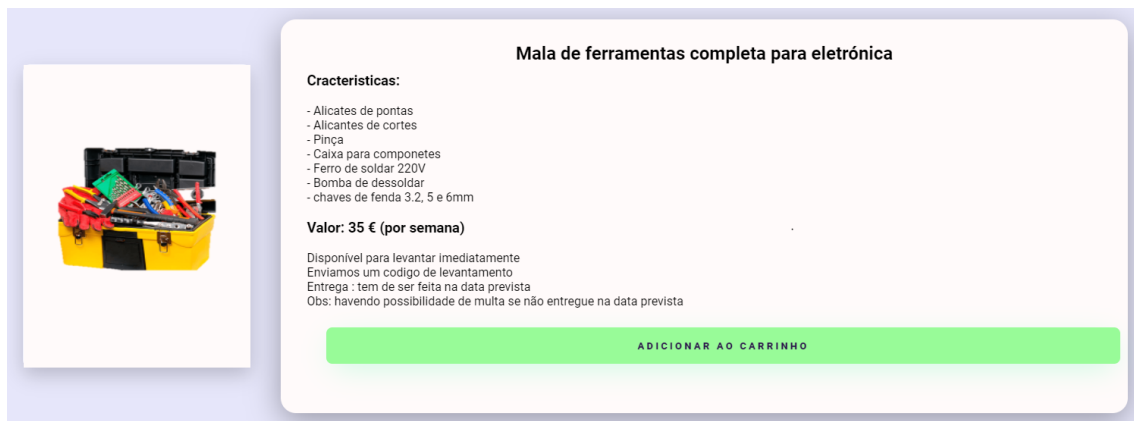 Mala de ferramentas completa para eletrónica
Cracteristicas:
- Alicates de pontas
- Alicantes de cortes
- Pinça
- Caixa para componetes
- Ferro de soldar 220V
- Bomba de dessoldar
- chaves de fenda 3.2, 5 e 6mm
Valor: 35 € (por semana)
Disponível para levantar imediatamente
Enviamos um codigo de levantamento
Entrega : tem de ser feita na data prevista
Obs: havendo possibilidade de multa se não entregue na data prevista
ADICIONAR AO CARRINHO